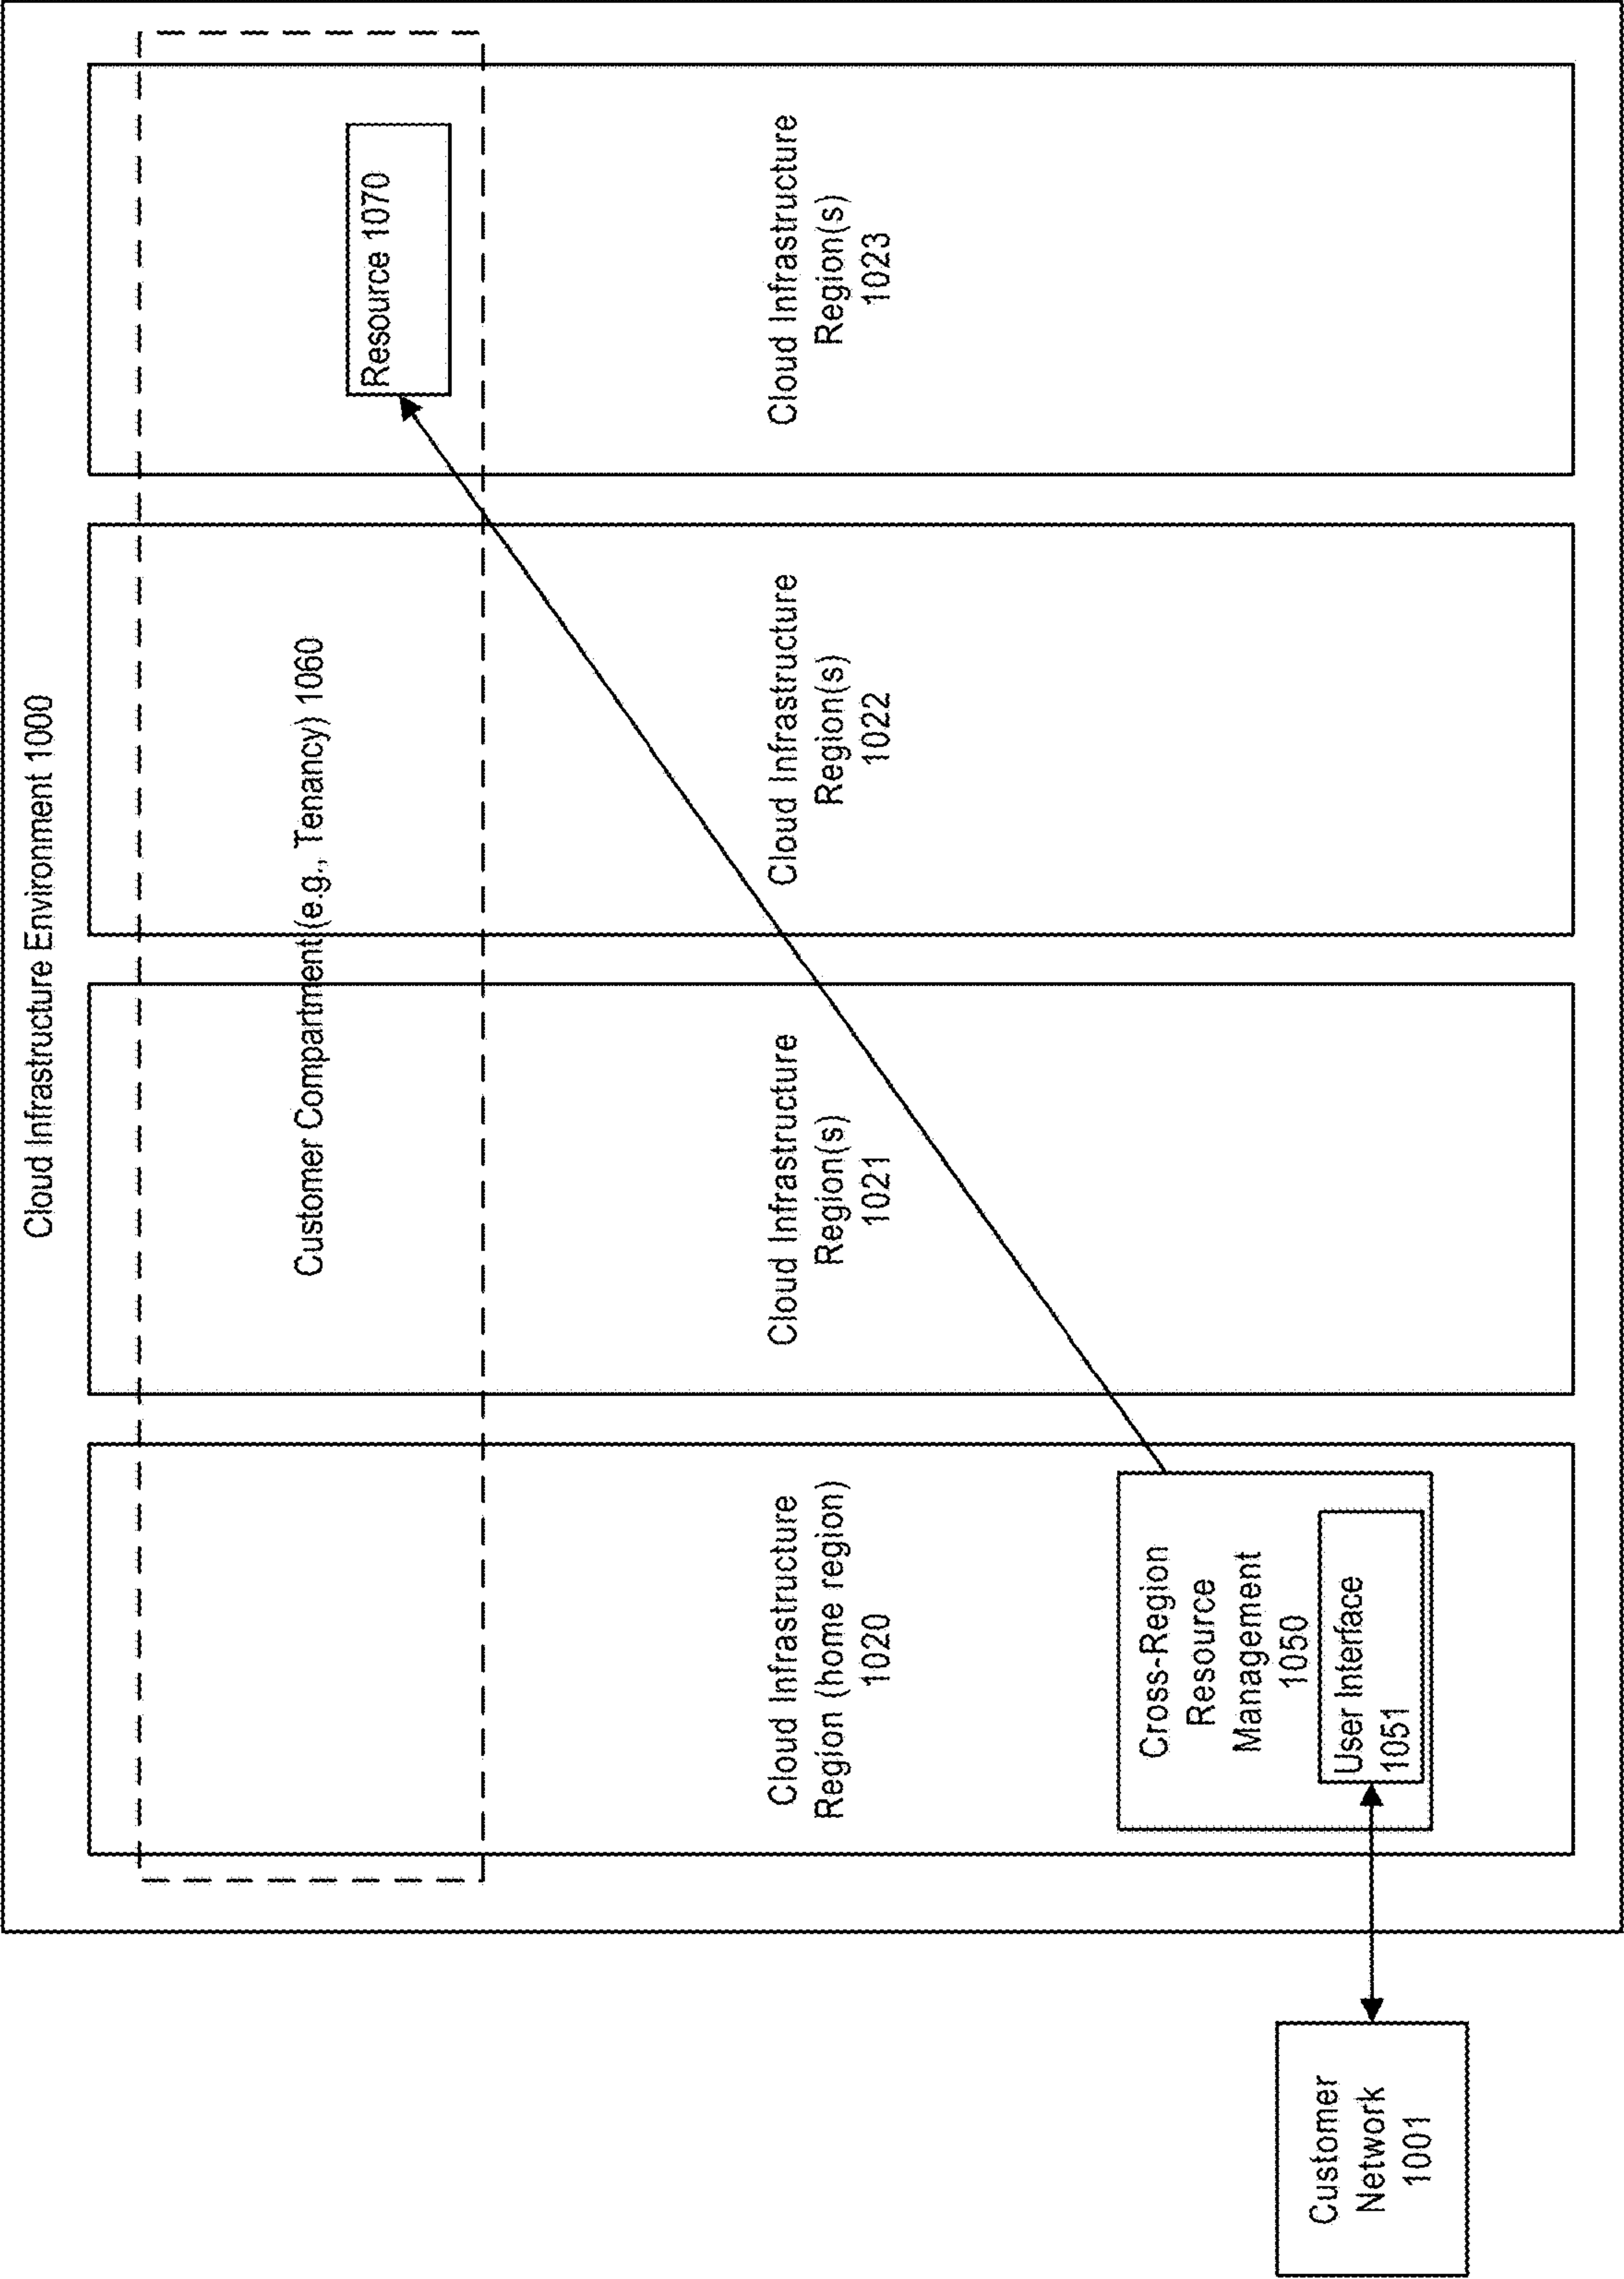 Cloud Infrastructure Environment 1000
Customer Compartment (e.g., Tenancy) 1060
Resource 1070
Cloud Infrastructure
Region (home region)
1020
Cloud Infrastructure
Region(s)
1021
Cloud Infrastructure
Region(s)
1022
Cloud Infrastructure
Region(s)
1023
Cross-Region
Resource
Management
1050
User Interface
1051
Customer
Network
1001